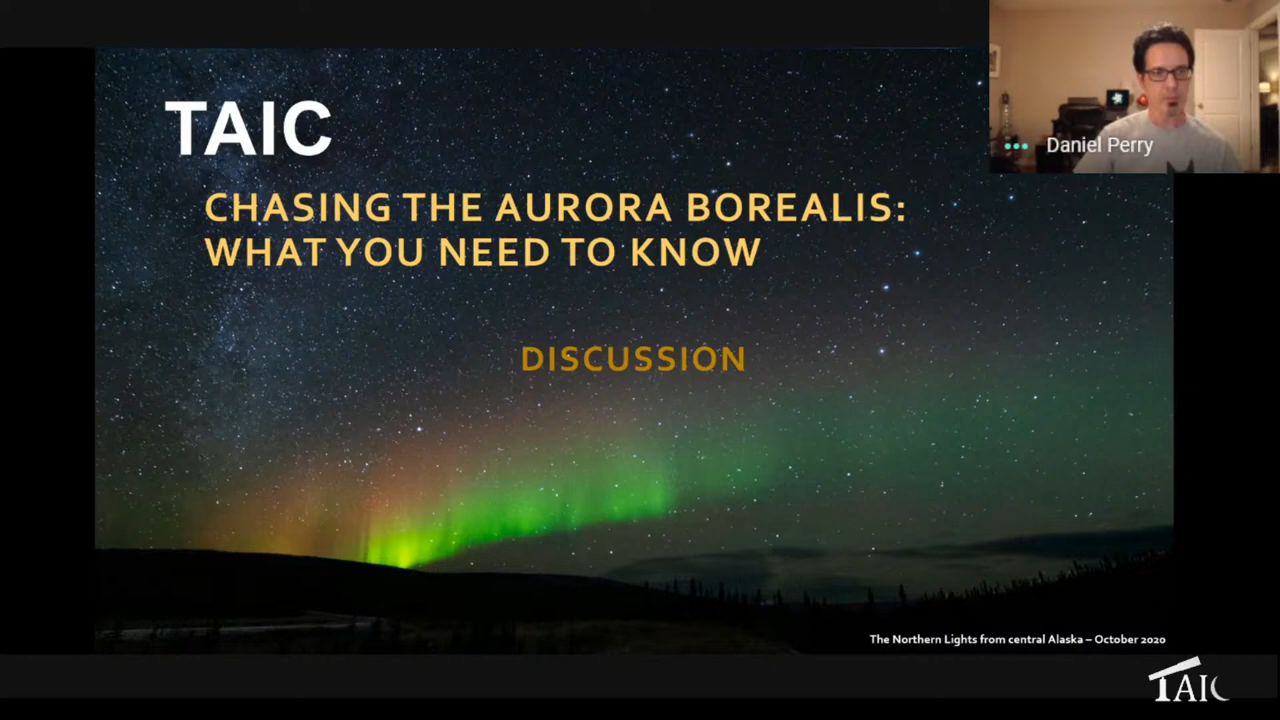 TAIC
CHASING THE AURORA BOREALIS:
WHAT YOU NEED TO KNOW
DISCUSSION
Daniel Perry
The Northern Lights from central Alaska – October 2020
TAIC